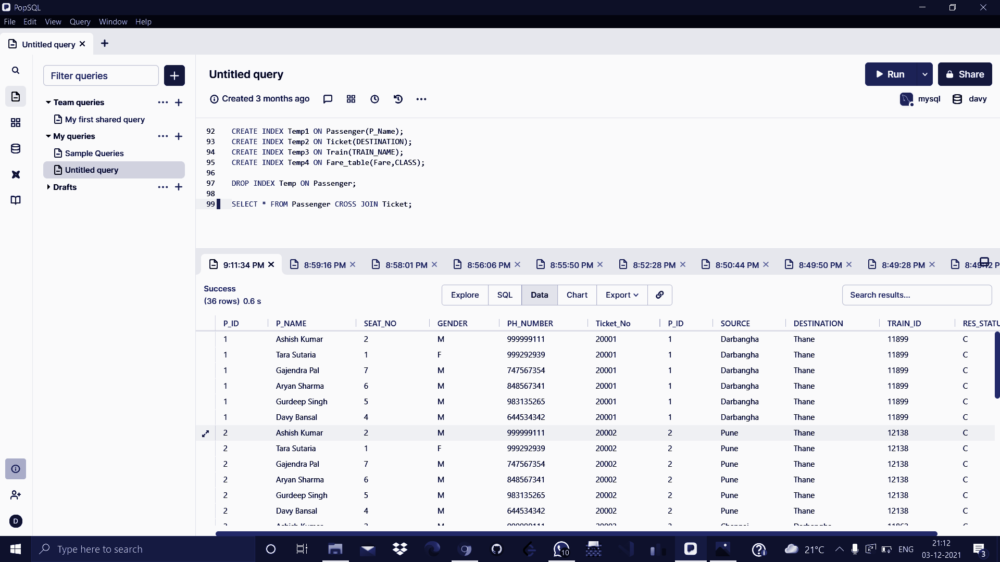 PopSQL
File Edit View Query Window Help
Untitled query
Filter queries
Team queries
My first shared query
My queries
Sample Queries
Untitled query
Drafts
Untitled query
Run
Share
Created 3 months ago
mysql
davy
92 CREATE INDEX Temp1 ON Passenger(P_Name);
93 CREATE INDEX Temp2 ON Ticket(DESTINATION);
94 CREATE INDEX Temp3 ON Train(TRAIN_NAME);
95 CREATE INDEX Temp4 ON Fare_table(Fare,CLASS);
96
97 DROP INDEX Temp ON Passenger;
98
99 SELECT * FROM Passenger CROSS JOIN Ticket;
9:11:34 PM 8:59:16 PM 8:58:01 PM 8:56:06 PM 8:55:50 PM 8:52:28 PM 8:50:44 PM 8:49:50 PM 8:49:28 PM
Success
(36 rows) 0.6 s
Explore SQL Data Chart Export
Search results...
P_ID P_NAME SEAT_NO GENDER PH_NUMBER Ticket_No P_ID SOURCE DESTINATION TRAIN_ID RES_STATU
1 Ashish Kumar 2 M 999999111 20001 1 Darbangha Thane 11899 C
1 Tara Sutaria 1 F 999292939 20001 1 Darbangha Thane 11899 C
1 Gajendra Pal 7 M 747567354 20001 1 Darbangha Thane 11899 C
1 Aryan Sharma 6 M 848567341 20001 1 Darbangha Thane 11899 C
1 Gurdeep Singh 5 M 983135265 20001 1 Darbangha Thane 11899 C
1 Davy Bansal 4 M 644534342 20001 1 Darbangha Thane 11899 C
2 Ashish Kumar 2 M 999999111 20002 2 Pune Thane 12138 C
2 Tara Sutaria 1 F 999292939 20002 2 Pune Thane 12138 C
2 Gajendra Pal 7 M 747567354 20002 2 Pune Thane 12138 C
2 Aryan Sharma 6 M 848567341 20002 2 Pune Thane 12138 C
2 Gurdeep Singh 5 M 983135265 20002 2 Pune Thane 12138 C
2 Davy Bansal 4 M 644534342 20002 2 Pune Thane 12138 C
D
Type here to search
10
21°C
ENG
21:12
03-12-2021
3